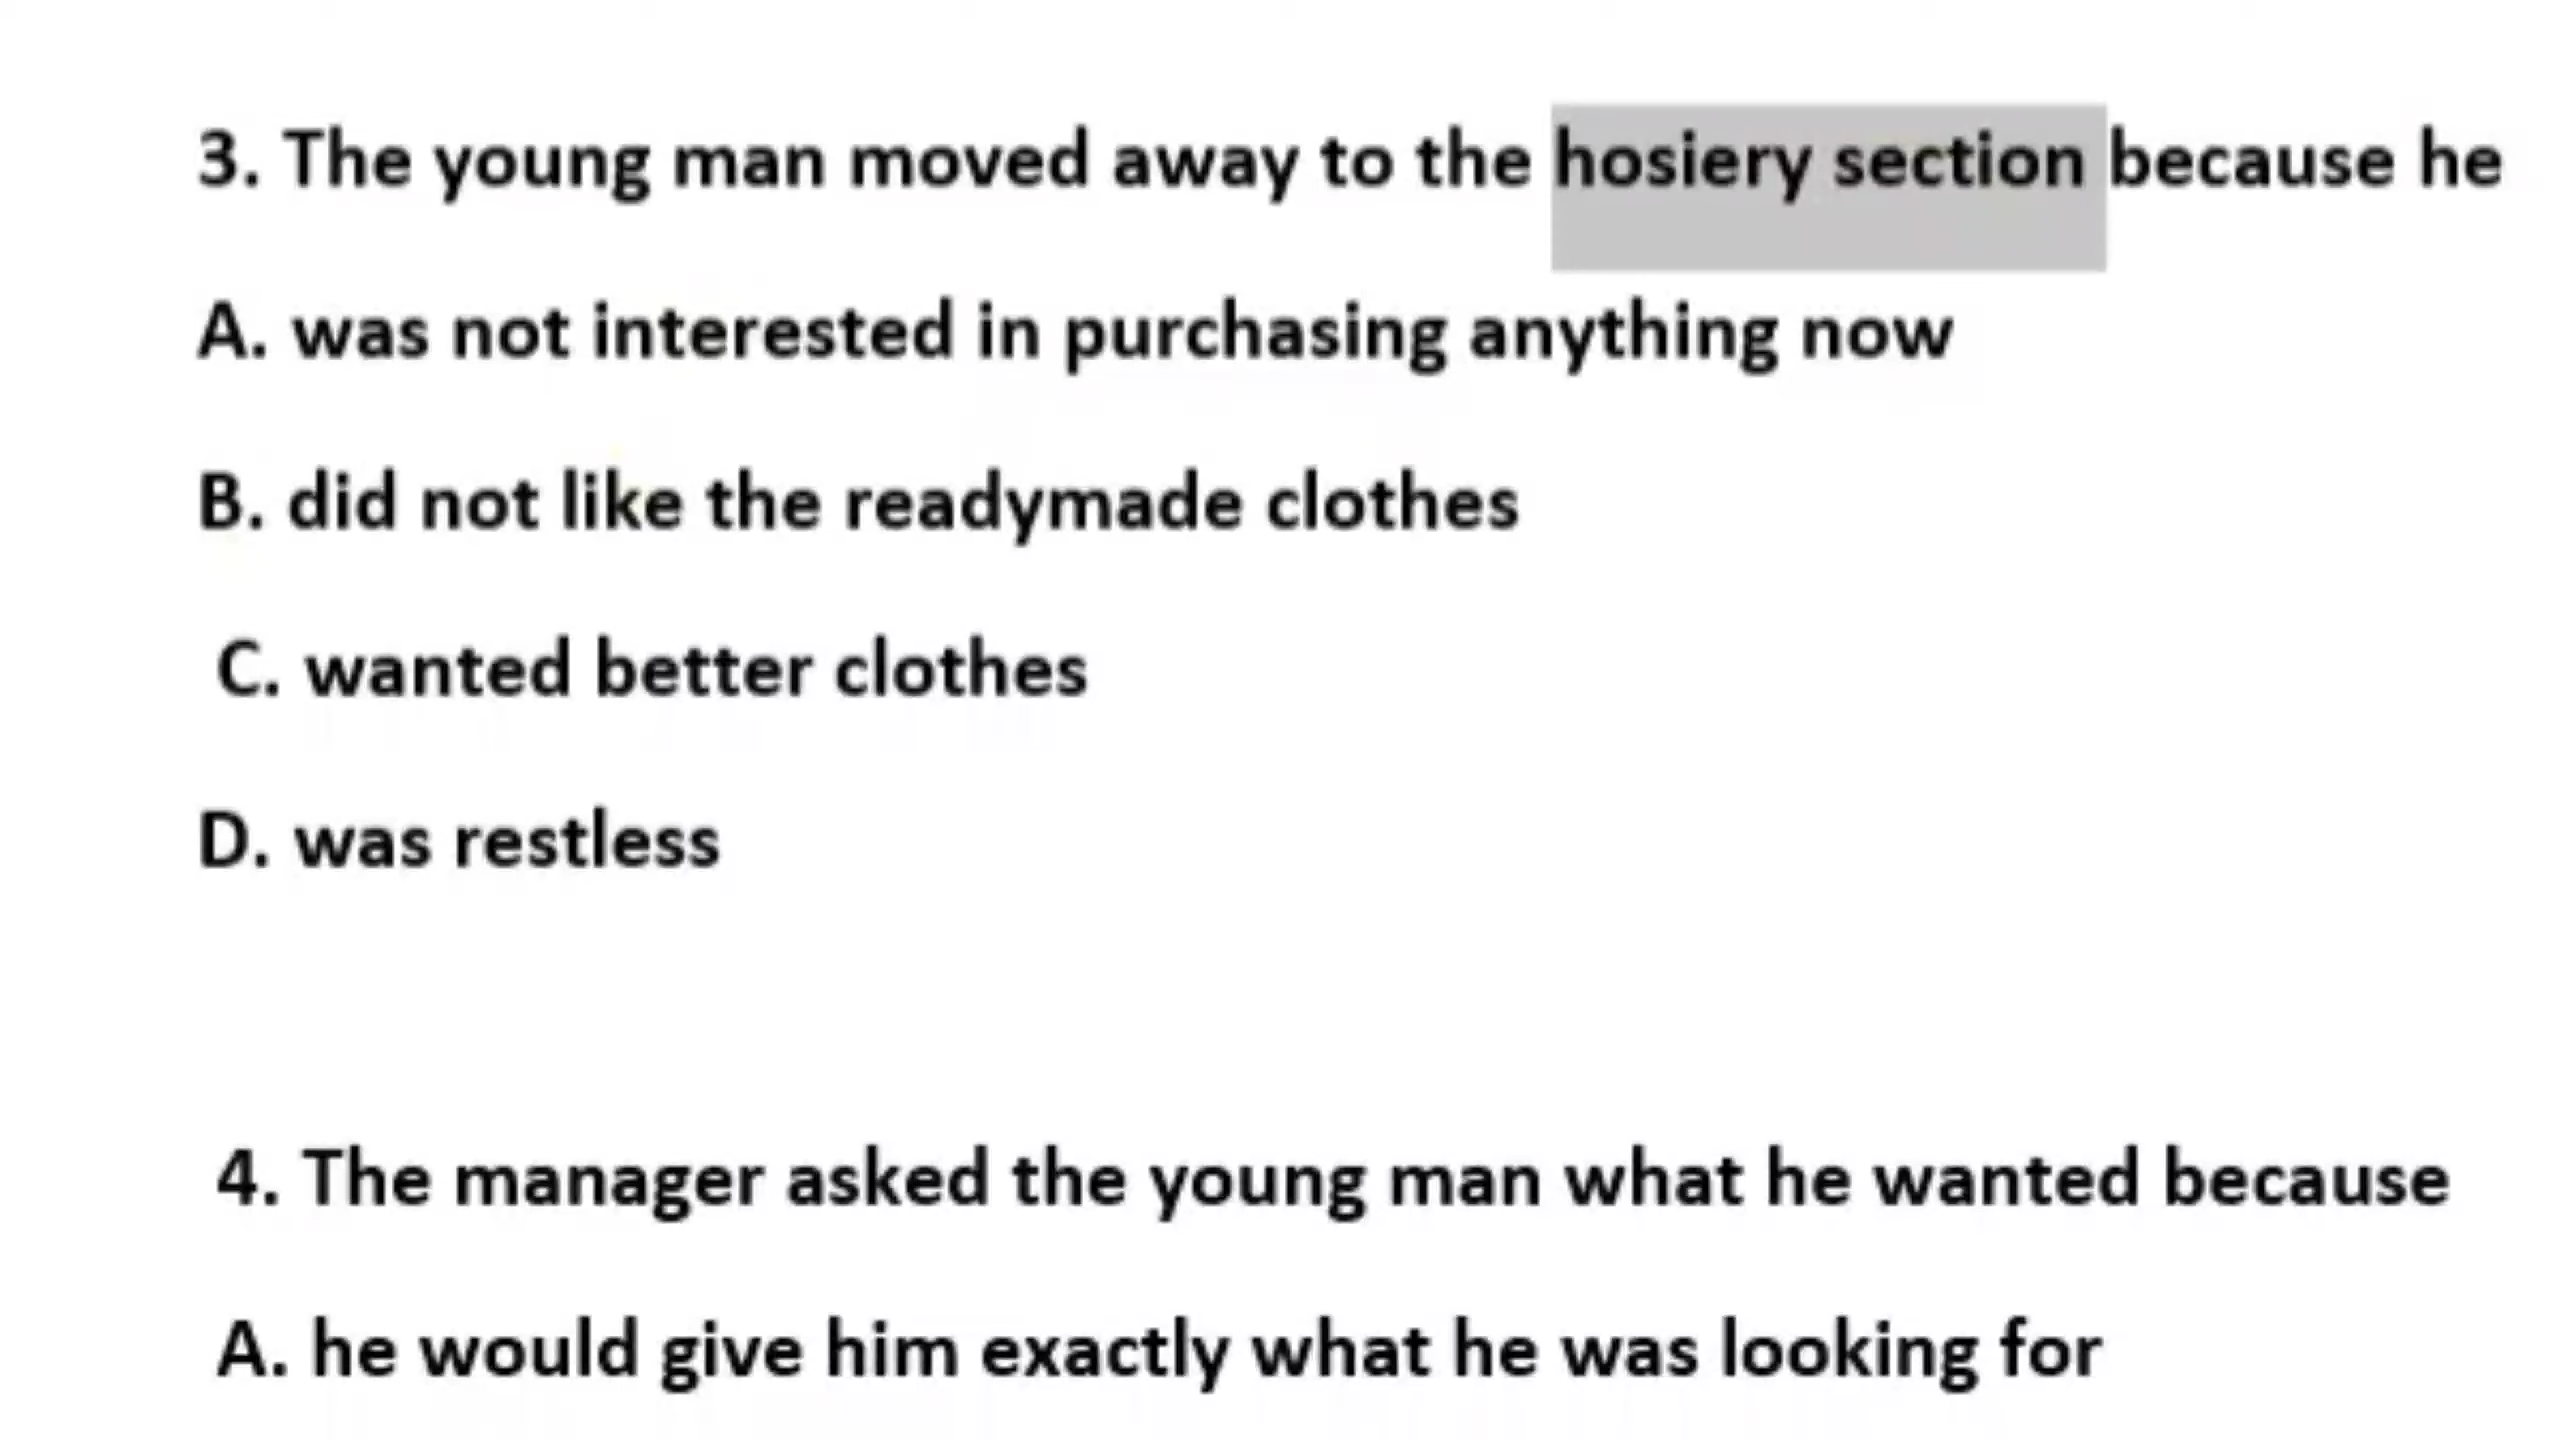 3. The young man moved away to the hosiery section because he
A. was not interested in purchasing anything now
B. did not like the readymade clothes
C. wanted better clothes
D. was restless
4. The manager asked the young man what he wanted because
A. he would give him exactly what he was looking for